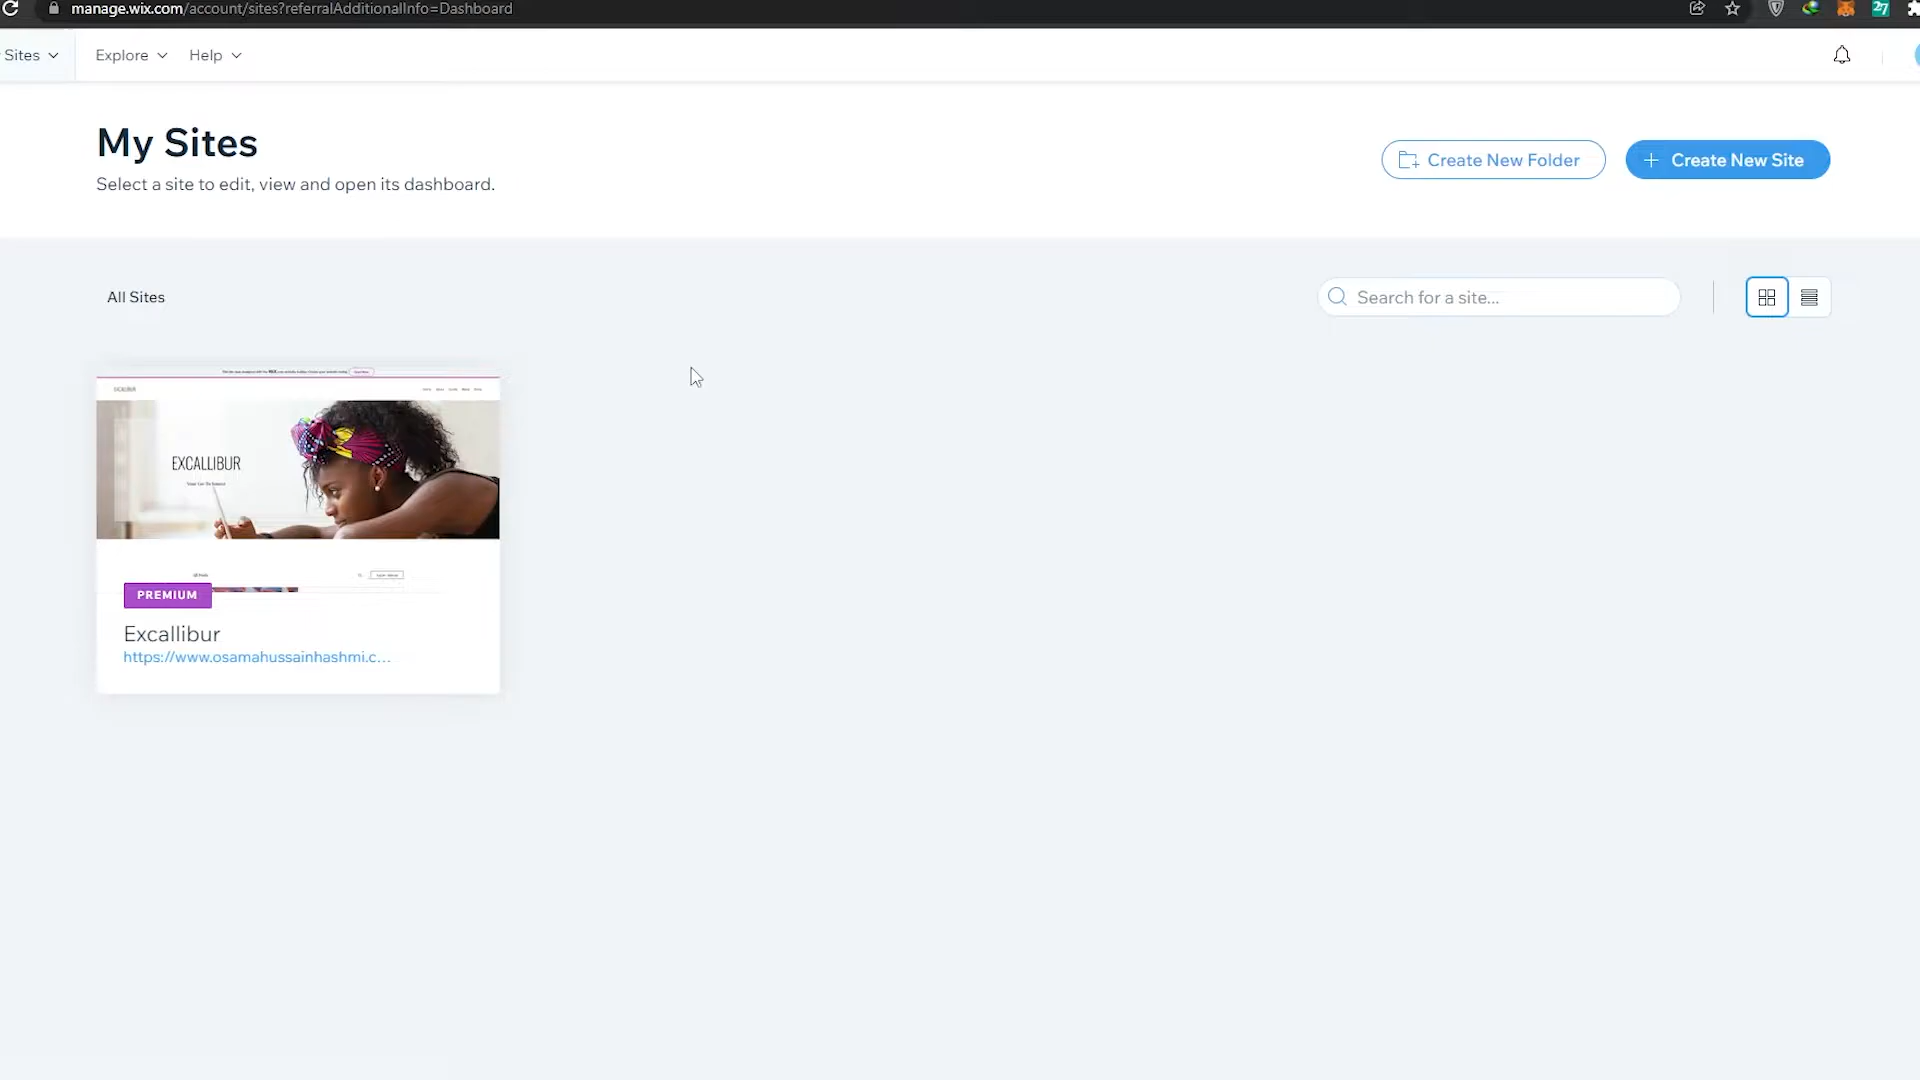 manage.wix.com/account/sites?referralAdditionalInfo=Dashboard
27
Sites
Explore
Help
My Sites
Select a site to edit, view and open its dashboard.
Create New Folder
Create New Site
All Sites
Search for a site...
EXCALLIBUR
EXCALLIBUR
PREMIUM
Excallibur
https://www.osamahussainhashmi.c...